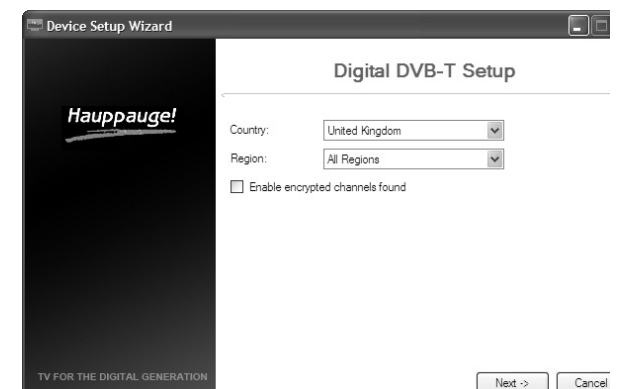 Device Setup Wizard
Digital DVB-T Setup
Hauppauge!
Country: United Kingdom
Region: All Regions
Enable encrypted channels found
TV FOR THE DIGITAL GENERATION
Next -> Cancel